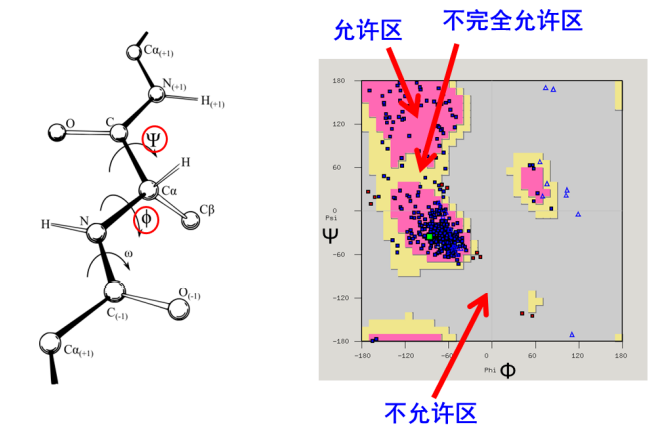 Cα(+1)
N(+1)
H(+1)
O
C
Ψ
H
Cα
Cβ
H
N
ϕ
ω
O(-1)
C(-1)
Cα(+1)
允许区
不完全允许区
180
120
60
0
Psi
Ψ
-60
-120
-180
-180
-120
-60
0
60
120
180
Phi Φ
不允许区